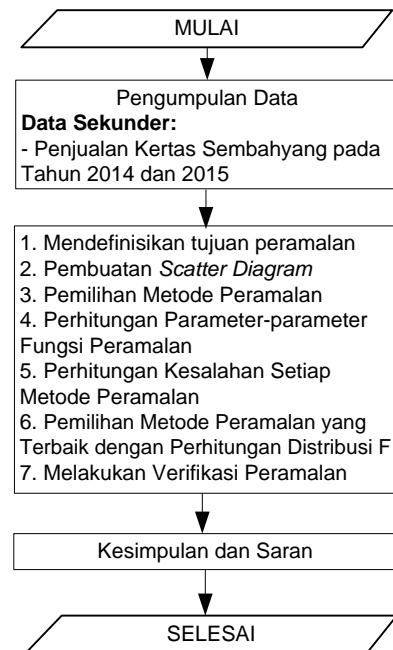 MULAI
Pengumpulan Data
Data Sekunder:
- Penjualan Kertas Sembahyang pada
Tahun 2014 dan 2015
1. Mendefinisikan tujuan peramalan
2. Pembuatan Scatter Diagram
3. Pemilihan Metode Peramalan
4. Perhitungan Parameter-parameter
Fungsi Peramalan
5. Perhitungan Kesalahan Setiap
Metode Peramalan
6. Pemilihan Metode Peramalan yang
Terbaik dengan Perhitungan Distribusi F
7. Melakukan Verifikasi Peramalan
Kesimpulan dan Saran
SELESAI